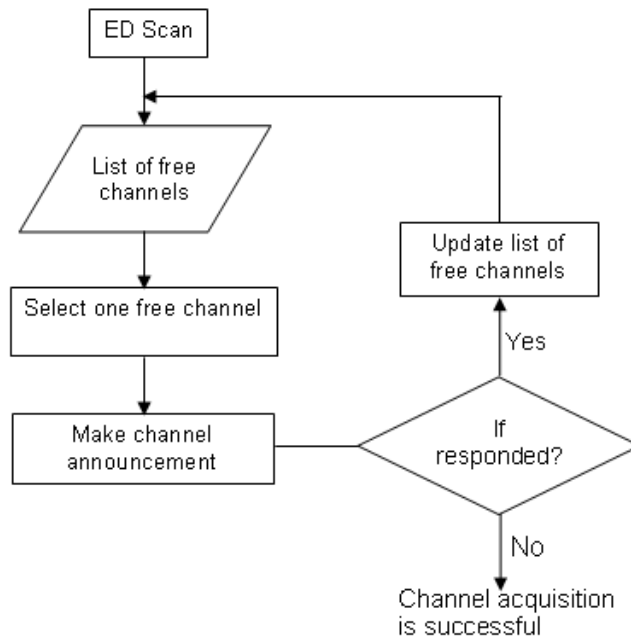 ED Scan
List of free
channels
Select one free channel
Make channel
announcement
If
responded?
Yes
Update list of
free channels
No
Channel acquisition
is successful